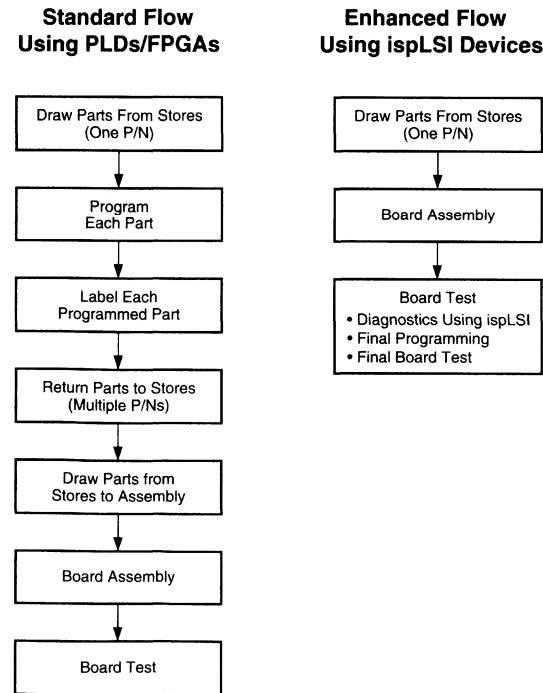 Standard Flow
Using PLDs/FPGAs
Draw Parts From Stores
(One P/N)
Program
Each Part
Label Each
Programmed Part
Return Parts to Stores
(Multiple P/Ns)
Draw Parts from
Stores to Assembly
Board Assembly
Board Test
Enhanced Flow
Using ispLSI Devices
Draw Parts From Stores
(One P/N)
Board Assembly
Board Test
• Diagnostics Using ispLSI
• Final Programming
• Final Board Test